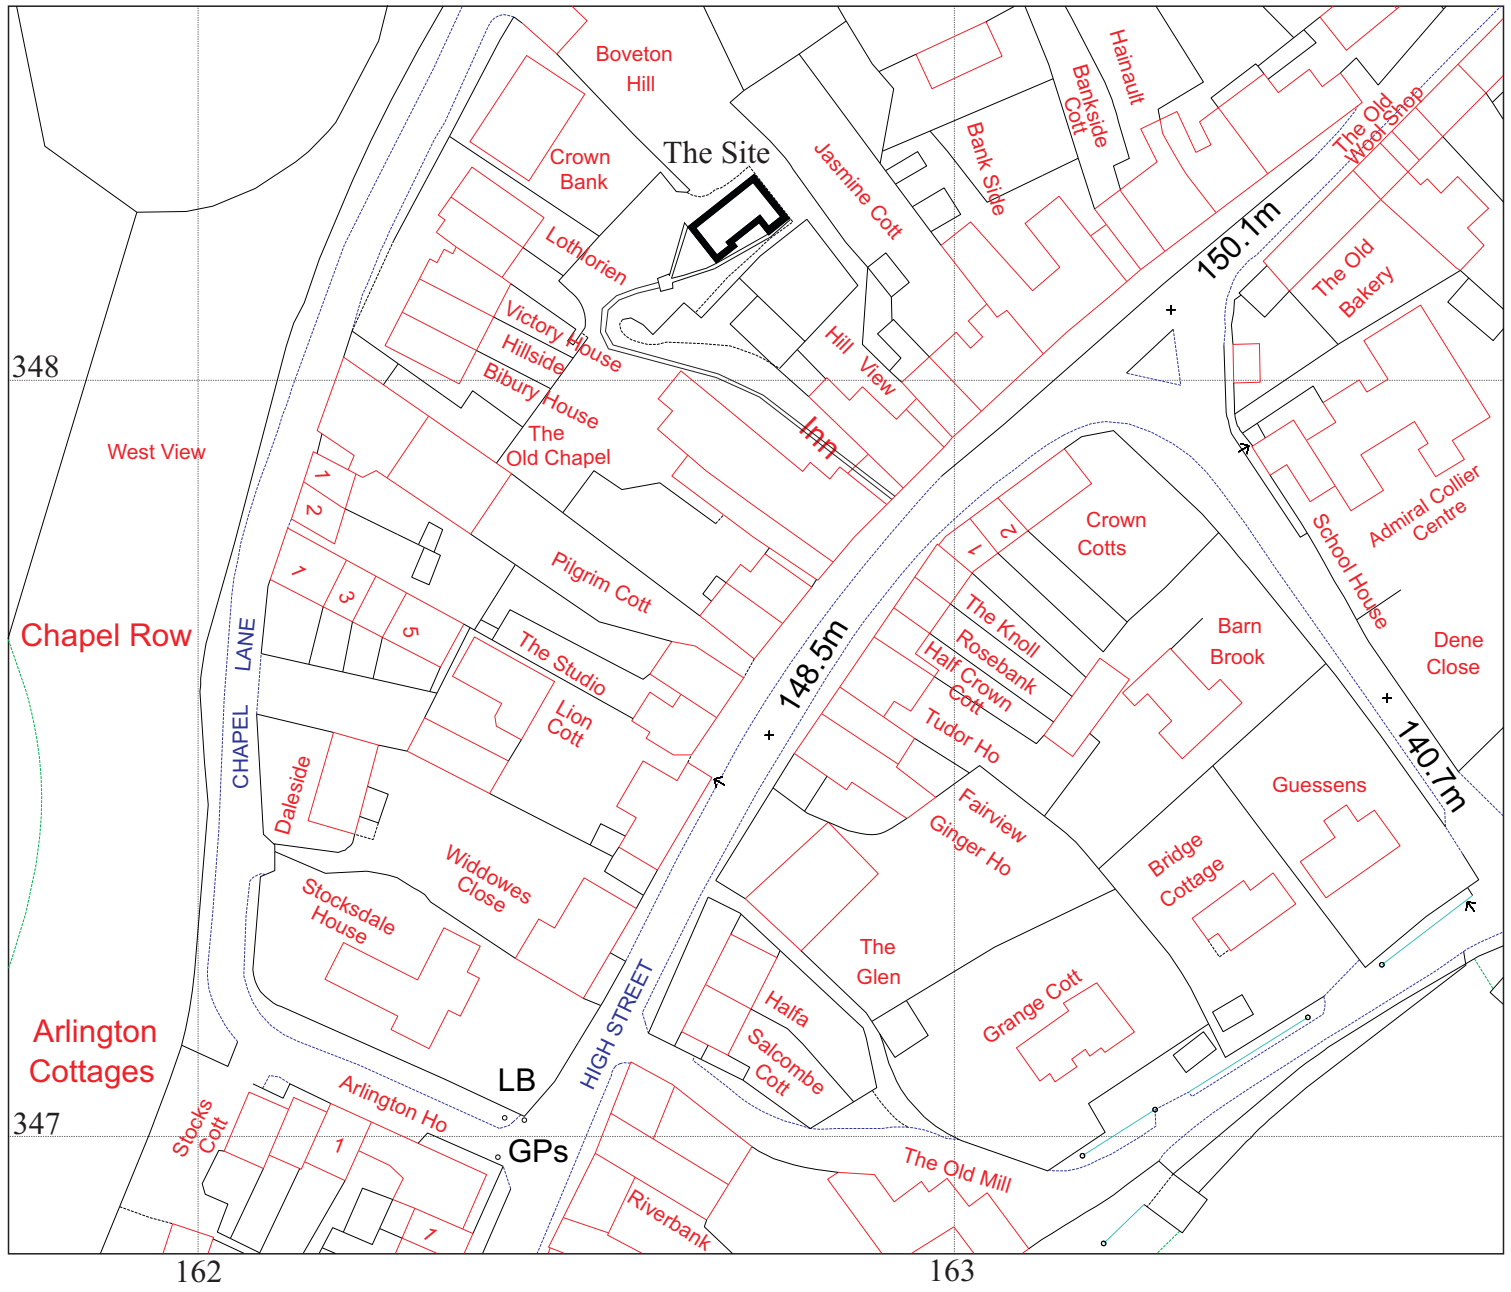 Boveton
Hill
Hainault
Bankside
Cott
The Old
Wool Shop
Crown
Bank
The Site
Jasmine Cott
Bank Side
Lothlorien
150.1m
The Old
Bakery
Victory House
Hillside
Bibury House
Hill View
348
The
Old Chapel
Inn
West View
1
2
Crown
Cotts
1
2
Admiral Collier
Centre
School House
Pilgrim Cott
1
3
5
Chapel Row
CHAPEL LANE
The Studio
Lion
Cott
148.5m
The Knoll
Rosebank
Half Crown
Cott
Tudor Ho
Barn
Brook
Dene
Close
140.7m
Daleside
Fairview
Ginger Ho
Guessens
Bridge
Cottage
Widdowes
Close
Stocksdale
House
The
Glen
HIGH STREET
Halfa
Salcombe
Cott
Grange Cott
Arlington
Cottages
LB
Arlington Ho
Stocks
Cott
347
GPs
1
1
Riverbank
The Old Mill
162
163